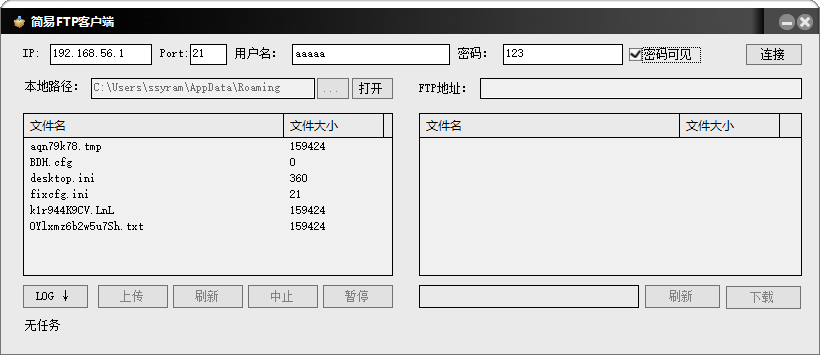 简易FTP客户端
IP: 192.168.56.1 Port: 21 用户名： aaaaa 密码： 123 密码可见 连接
本地路径： C:\Users\ssyram\AppData\Roaming ... 打开 FTP地址：
文件名 文件大小 文件名 文件大小
aqn79k78.tmp 159424
BDH.cfg 0
desktop.ini 360
fixcfg.ini 21
k1r944K9CV.LnL 159424
OYlxmz6b2w5u7Sh.txt 159424
LOG ↓ 上传 刷新 中止 暂停 刷新 下载
无任务